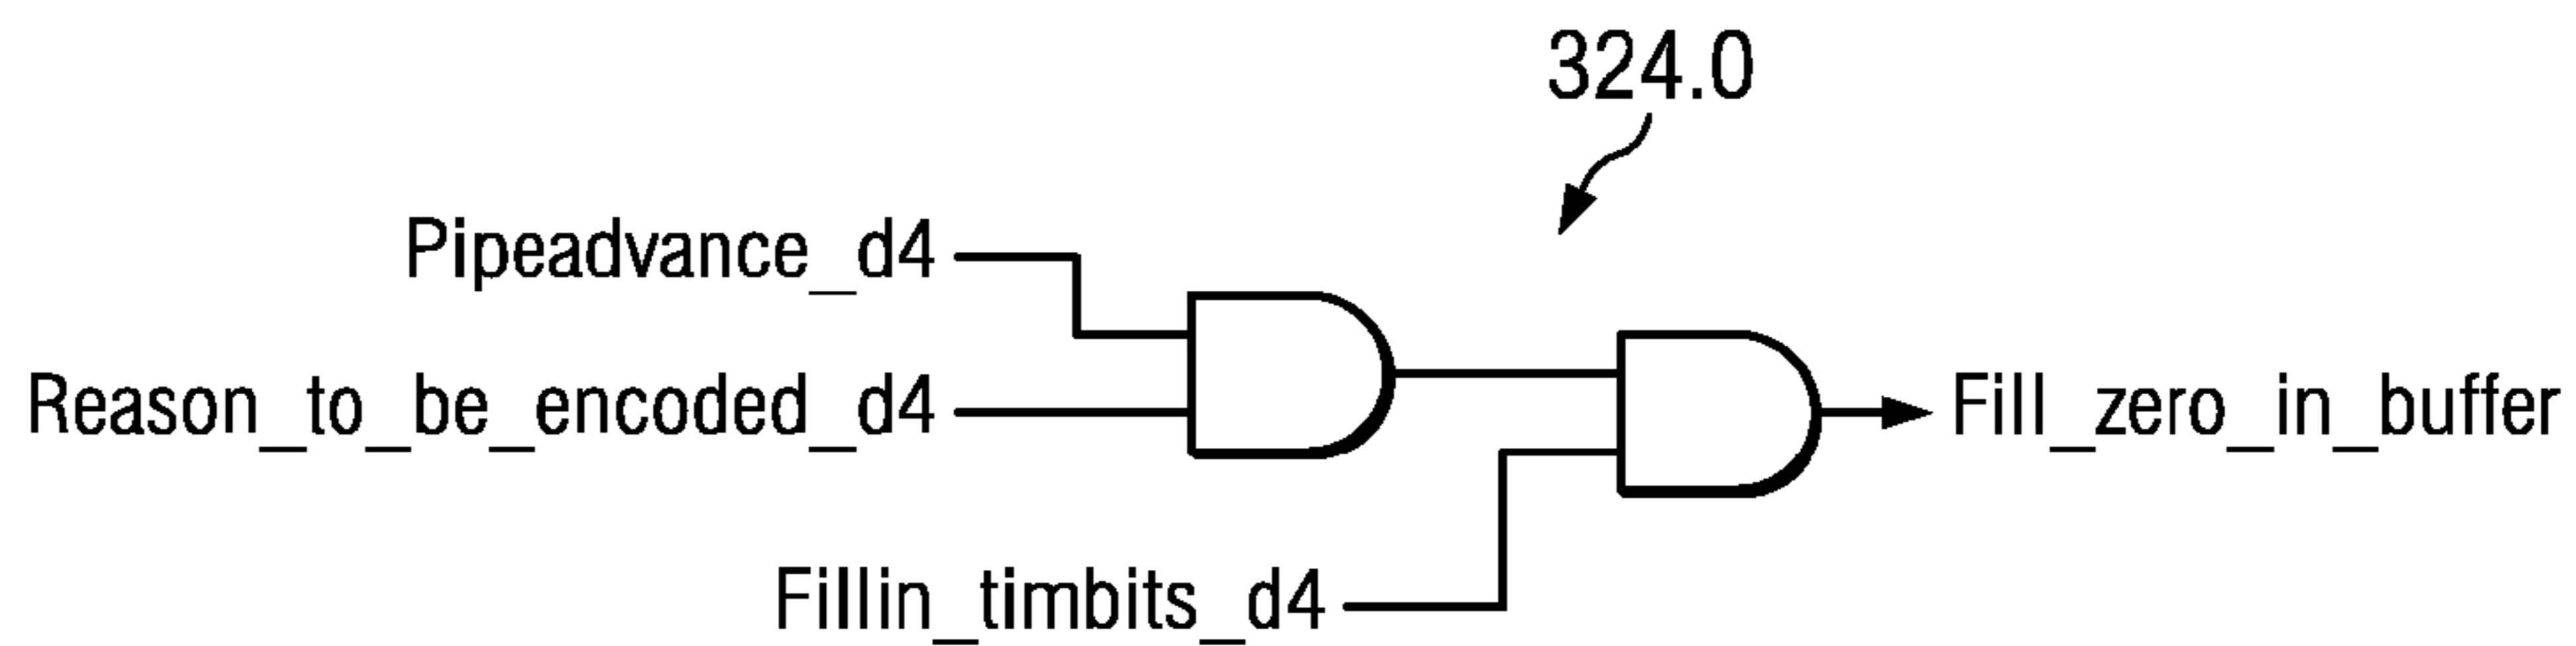 324.0
Pipeadvance_d4
Reason_to_be_encoded_d4
Fill_zero_in_buffer
Fillin_timbits_d4